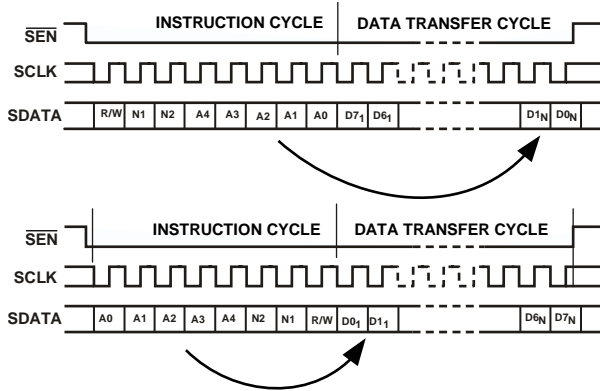 INSTRUCTION CYCLE DATA TRANSFER CYCLE
SEN
SCLK
SDATA R/W N1 N2 A4 A3 A2 A1 A0 D7₁ D6₁ D1N D0N
INSTRUCTION CYCLE DATA TRANSFER CYCLE
SEN
SCLK
SDATA A0 A1 A2 A3 A4 N2 N1 R/W D0₁ D1₁ D6N D7N